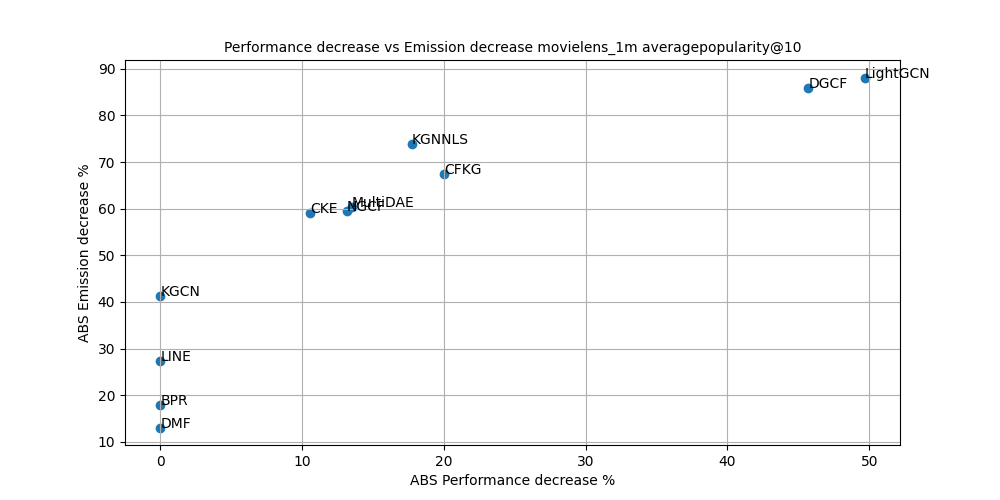 Performance decrease vs Emission decrease movielens_1m averagepopularity@10
90
80
70
60
50
40
30
20
10
ABS Emission decrease %
LightGCN
DGCF
KGNNLS
CFKG
MultiDAE
NGCF
CKE
KGCN
LINE
BPR
DMF
0 10 20 30 40 50
ABS Performance decrease %